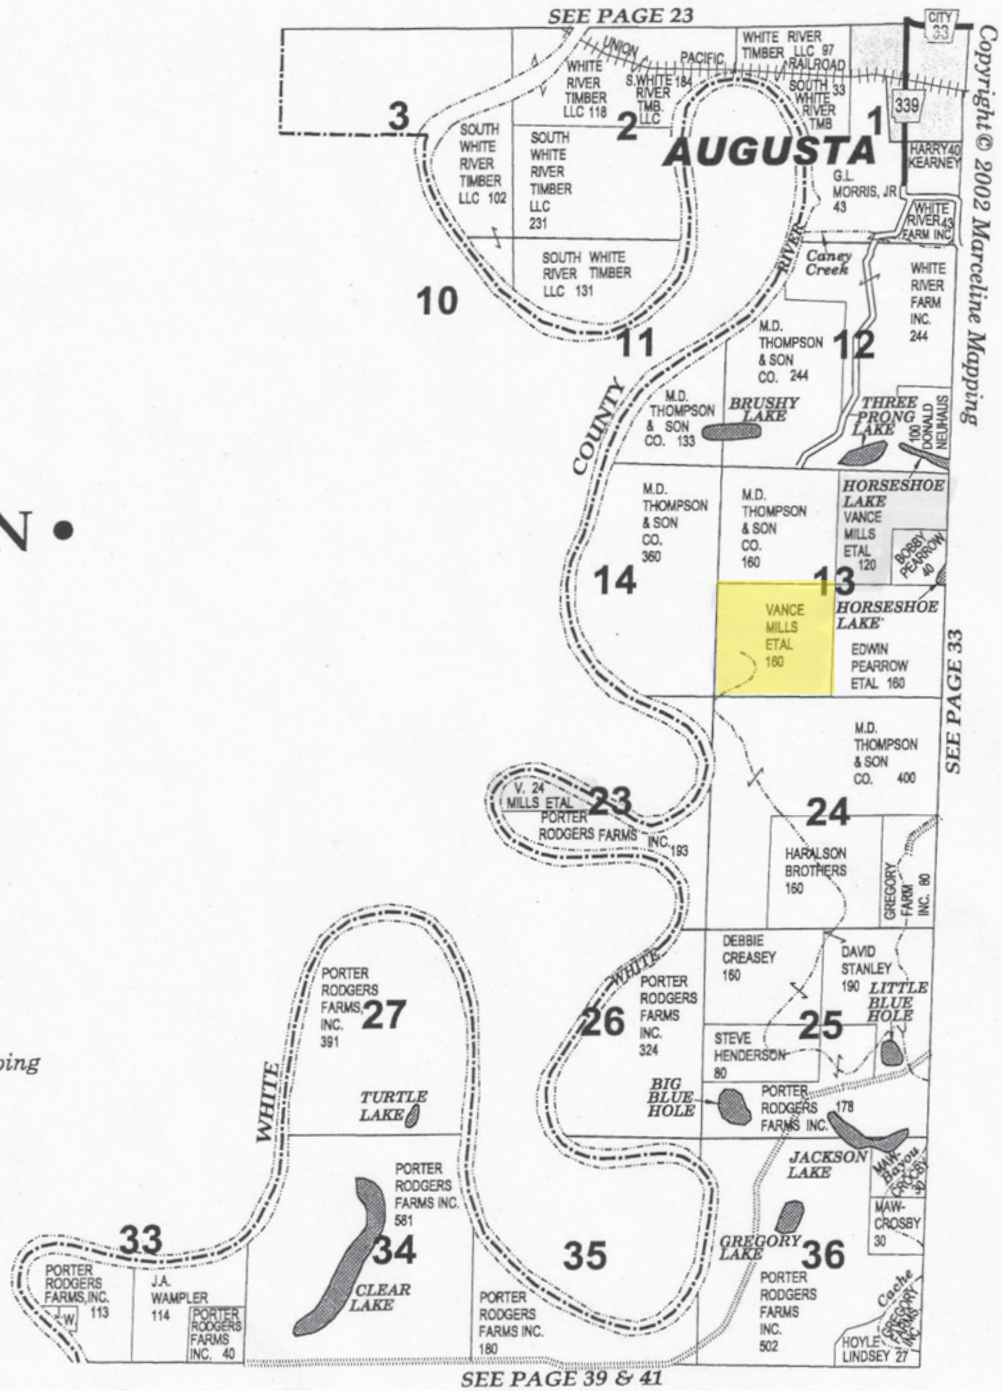 SEE PAGE 23
CITY
33
Copyright © 2002 Marceline Mapping
UNION
PACIFIC
RAILROAD
WHITE RIVER
TIMBER LLC 97
339
3
WHITE
RIVER
TIMBER
LLC 118
S.WHITE 184
RIVER
TMB.
LLC
2
SOUTH 33
WHITE
RIVER
TMB
1
AUGUSTA
HARRY 40
KEARNEY
SOUTH
WHITE
RIVER
TIMBER
LLC 102
SOUTH
WHITE
RIVER
TIMBER
LLC
231
G.L.
MORRIS, JR
43
WHITE
RIVER 43
FARM INC
RIVER
Caney
Creek
SOUTH WHITE
RIVER TIMBER
LLC 131
WHITE
RIVER
FARM
INC.
244
10
11
M.D.
THOMPSON
& SON
CO. 244
12
COUNTY
M.D.
THOMPSON
& SON
CO. 133
BRUSHY
LAKE
THREE
PRONG
LAKE
100
DONALD
NEUHAUS
M.D.
THOMPSON
& SON
CO.
360
M.D.
THOMPSON
& SON
CO.
160
HORSESHOE
LAKE
VANCE
MILLS
ETAL
120
BOBBY
PEARROW
40
N •
14
13
VANCE
MILLS
ETAL
160
HORSESHOE
LAKE
EDWIN
PEARROW
ETAL 160
SEE PAGE 33
M.D.
THOMPSON
& SON
CO. 400
V. 24
MILLS ETAL
23
PORTER
RODGERS FARMS INC. 193
24
HARALSON
BROTHERS
160
GREGORY
FARM
INC. 80
DEBBIE
CREASEY
160
DAVID
STANLEY
190
LITTLE
BLUE
HOLE
PORTER
RODGERS
FARMS,
INC.
391
27
WHITE
26
PORTER
RODGERS
FARMS
INC.
324
25
STEVE
HENDERSON
80
ping
WHITE
TURTLE
LAKE
BIG
BLUE
HOLE
PORTER
RODGERS 178
FARMS INC.
JACKSON
LAKE
MAW-
Bayou
CROSBY
30
PORTER
RODGERS
FARMS INC.
581
MAW-
CROSBY
30
33
34
35
GREGORY
LAKE
36
PORTER
RODGERS
FARMS, INC.
113
J.A.
WAMPLER
114
CLEAR
LAKE
PORTER
RODGERS
FARMS
INC.
502
Cache
J.
W.
PORTER
RODGERS
FARMS
INC. 40
PORTER
RODGERS
FARMS INC.
180
GREGORY
FARMS
INC
HOYLE
LINDSEY 27
SEE PAGE 39 & 41